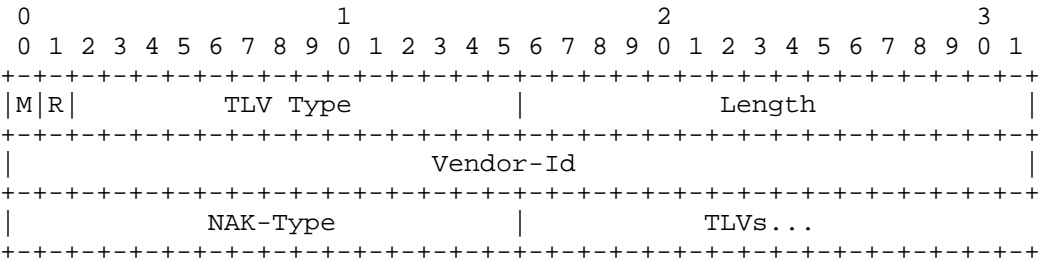 0                   1                   2                   3
 0 1 2 3 4 5 6 7 8 9 0 1 2 3 4 5 6 7 8 9 0 1 2 3 4 5 6 7 8 9 0 1
+-+-+-+-+-+-+-+-+-+-+-+-+-+-+-+-+-+-+-+-+-+-+-+-+-+-+-+-+-+-+-+-+
|M|R|         TLV Type          |            Length             |
+-+-+-+-+-+-+-+-+-+-+-+-+-+-+-+-+-+-+-+-+-+-+-+-+-+-+-+-+-+-+-+-+
|                          Vendor-Id                            |
+-+-+-+-+-+-+-+-+-+-+-+-+-+-+-+-+-+-+-+-+-+-+-+-+-+-+-+-+-+-+-+-+
|            NAK-Type           |           TLVs...
+-+-+-+-+-+-+-+-+-+-+-+-+-+-+-+-+-+-+-+-+-+-+-+-+-+-+-+-+-+-+-+-+